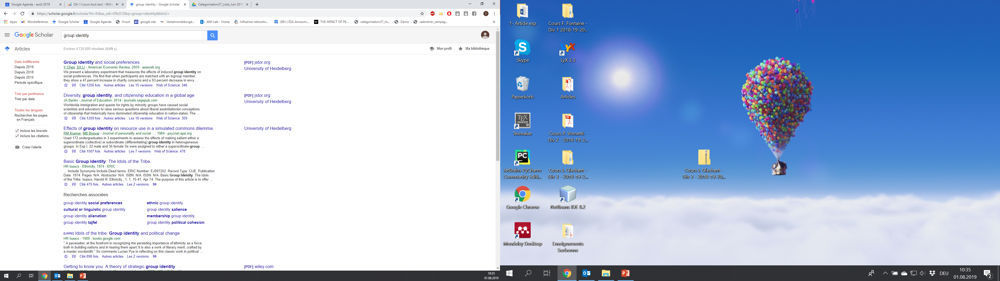 Google Agenda - août 2019
Oh ! J'cours tout seul - Willia
group identity - Google Scholar
Categorisation37_Liste_Juin 2019
https://scholar.google.fr/scholar?hl=fr&as_sdt=0%2C5&q=group+identity&btnG=
Apps
Wordreference
Google Scholar
Google Agenda
Hroot
google site
Verkehrsmeldunge...
AWI-Lab - Home
Influence networks...
(99+) ESA Announc...
THE IMPACT OF PE...
categorisation37_lis...
Demo
calendrier_campag...
»
Google Scholar
group identity
Articles
Environ 4 720 000 résultats (0,09 s)
Mon profil
Ma bibliothèque
Date indifférente
Depuis 2019
Depuis 2018
Depuis 2015
Période spécifique...
Trier par pertinence
Trier par date
Toutes les langues
Rechercher les pages
en Français
inclure les brevets
inclure les citations
Créer l'alerte
Group identity and social preferences
Y Chen, SX Li - American Economic Review, 2009 - aeaweb.org
We present a laboratory experiment that measures the effects of induced group identity on
social preferences. We find that when participants are matched with an ingroup member,
they show a 47 percent increase in charity concerns and a 93 percent decrease in envy ...
Cité 1256 fois Autres articles Les 15 versions Web of Science: 346
[PDF] jstor.org
University of Heidelberg
Diversity, group identity, and citizenship education in a global age
JA Banks - Journal of Education, 2014 - journals.sagepub.com
Worldwide immigration and quests for rights by minority groups have caused social
scientists and educators to raise serious questions about liberal assimilationist conceptions
of citizenship that historically have dominated citizenship education in nation-states. The ...
Cité 1209 fois Autres articles Les 18 versions Web of Science: 309
[PDF] jstor.org
University of Heidelberg
Effects of group identity on resource use in a simulated commons dilemma.
RM Kramer, MB Brewer - Journal of personality and social ..., 1984 - psycnet.apa.org
Used 172 undergraduates in 3 experiments to assess the effects of making salient either a
superordinate (collective) or subordinate (differentiating) group identity in heterogeneous
groups. In Exp I, 22 male and 36 female Ss were assigned to either a superordinate-group ...
Cité 1087 fois Autres articles Les 7 versions Web of Science: 478
University of Heidelberg
Basic Group Identity: The Idols of the Tribe.
HR Isaacs - Ethnicity, 1974 - ERIC
... Include Synonyms Include Dead terms. ERIC Number: EJ097202. Record Type: CIJE. Publication
Date: 1974. Pages: N/A. Abstractor: N/A. ISBN: N/A. ISSN: N/A. Basic Group Identity: The Idols
of the Tribe. Isaacs, Harold R. Ethnicity , 1, 1, 15-41, Apr 74. The purpose of this article is to offer ...
Cité 475 fois Autres articles Les 2 versions
Recherches associées
group identity social preferences
ethnic group identity
cultural or linguistic group identity
group identity salience
group identity alienation
membership group identity
group identity tajfel
group identity political cohesion
[LIVRE] Idols of the tribe: Group identity and political change
HR Isaacs - 1989 - books.google.com
" A pacesetter, at the forefront in recognizing the persisting importance of'ethnicity as a force
both in building nations and in tearing them apart,'it is also a work of literary merit, crafted by
a master wordsmith." So comments Lucian Pye in reflecting on this classic work in political ...
Cité 898 fois Autres articles Les 2 versions
Getting to know you: A theory of strategic group identity
[PDF] wiley.com
10:35
01.08.2019
1- Article exp
Cours F. Fontaine -
Div 1 2018-19-20...
Skype
LyX 2.3
Papierkorb
Articles
TEX
MAKER
Texmaker
Cours P. Vornetti -
Div 2 - 2018-19-2...
PC
JetBrains PyCharm
Community Editi...
Cours J. Glachant -
Div 3 - 2018-19-2...
Cours J. Glachant -
Div 3 - 2018-19-20...
Google Chrome
NetBeans IDE 8.2
Mendeley Desktop
Enseignements
Sorbonne
DEU
10:35
01.08.2019
2